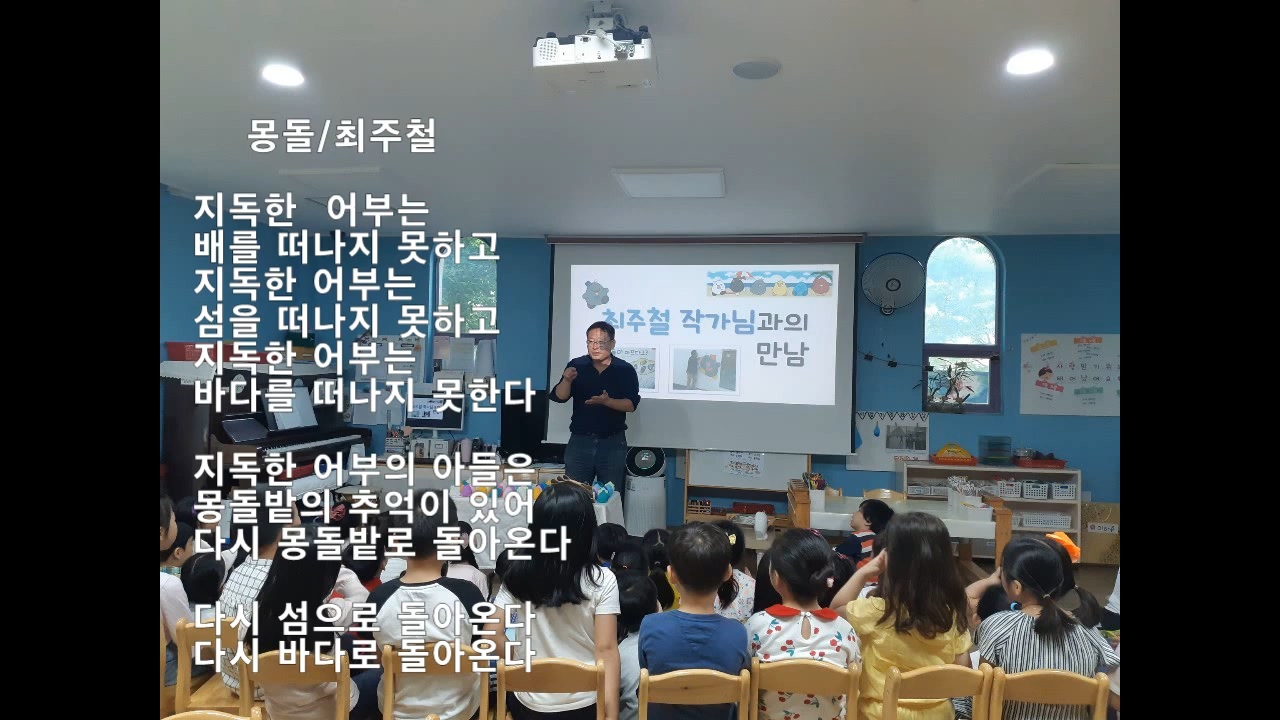 몽돌/최주철
지독한 어부는
배를 떠나지 못하고
지독한 어부는
섬을 떠나지 못하고
지독한 어부는
바다를 떠나지 못한다
지독한 어부의 아들은
몽돌밭의 추억이 있어
다시 몽돌밭로 돌아온다
다시 섬으로 돌아온다
다시 바다로 돌아온다
최주철 작가님과의
만남